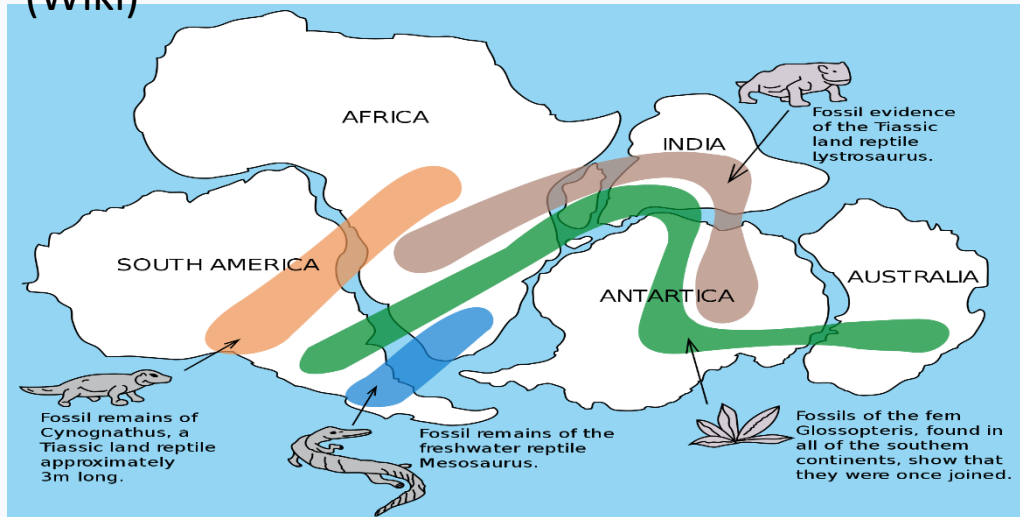 (Wiki)
AFRICA
INDIA
SOUTH AMERICA
ANTARTICA
AUSTRALIA
Fossil evidence
of the Tiassic
land reptile
Lystrosaurus.
Fossil remains of
Cynognathus, a
Tiassic land reptile
approximately
3m long.
Fossil remains of the
freshwater reptile
Mesosaurus.
Fossils of the fern
Glossopteris, found in
all of the southern
continents, show that
they were once joined.